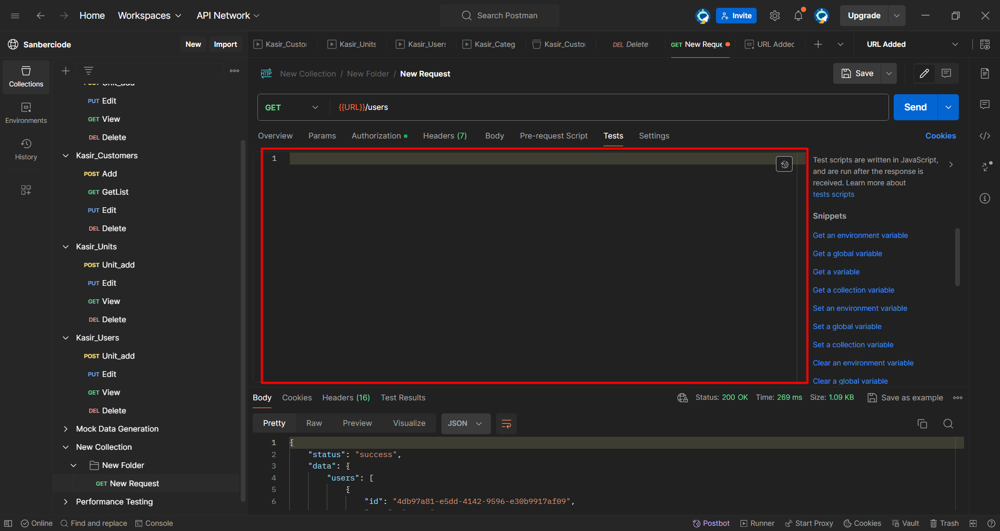 Home
Workspaces
API Network
Search Postman
Invite
Upgrade
Sanberciode
New
Import
Kasir_Custor
Kasir_Units
Kasir_Users
Kasir_Categ
Kasir_Custor
DEL Delete
GET New Reque
URL Added
URL Added
Collections
Environments
History
POST Unit_add
PUT Edit
GET View
DEL Delete
Kasir_Customers
POST Add
GET GetList
PUT Edit
DEL Delete
Kasir_Units
POST Unit_add
PUT Edit
GET View
DEL Delete
Kasir_Users
POST Unit_add
PUT Edit
GET View
DEL Delete
Mock Data Generation
New Collection
New Folder
GET New Request
Performance Testing
HTTP
New Collection / New Folder / New Request
Save
GET
{{URL}}/users
Send
Overview
Params
Authorization
Headers (7)
Body
Pre-request Script
Tests
Settings
Cookies
1
Test scripts are written in JavaScript,
and are run after the response is
received. Learn more about
tests scripts
Snippets
Get an environment variable
Get a global variable
Get a variable
Get a collection variable
Set an environment variable
Set a global variable
Set a collection variable
Clear an environment variable
Clear a global variable
Body
Cookies
Headers (16)
Test Results
Status: 200 OK
Time: 269 ms
Size: 1.09 KB
Save as example
Pretty
Raw
Preview
Visualize
JSON
1 {
2 "status": "success",
3 "data": {
4 "users": [
5 {
6 "id": "4db97a81-e5dd-4142-9596-e30b9917af09",
Online
Find and replace
Console
Postbot
Runner
Start Proxy
Cookies
Vault
Trash